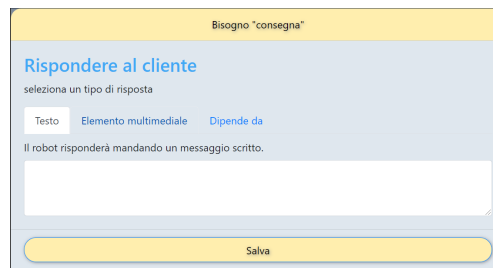 Bisogno "consegna"
Rispondere al cliente
seleziona un tipo di risposta
Testo Elemento multimediale Dipende da
Il robot risponderà mandando un messaggio scritto.
Salva